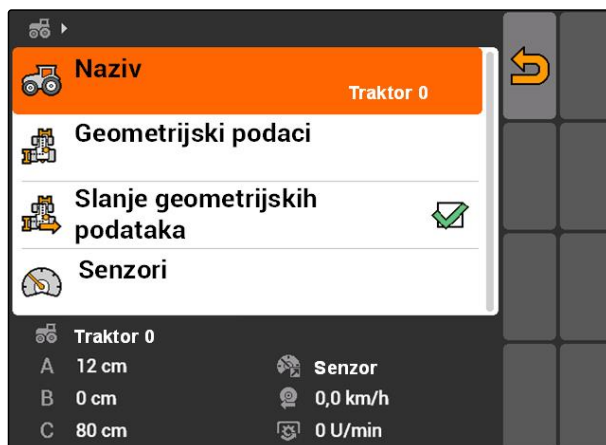 Naziv
Traktor 0
Geometrijski podaci
Slanje geometrijskih
podataka
Senzori
Traktor 0
A 12 cm Senzor
B 0 cm 0,0 km/h
C 80 cm 0 U/min